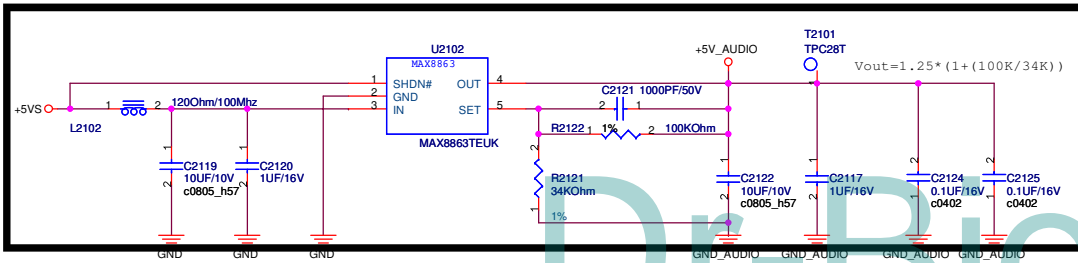 U2102
MAX8863
+5V_AUDIO
T2101
TPC28T
Vout=1.25*(1+(100K/34K))
1
SHDN#
OUT
4
2
GND
3
IN
SET
5
MAX8863TEUK
+5VS
1
2
120Ohm/100Mhz
L2102
C2121 1000PF/50V
2
1
R2122
1
1%
2
100KOhm
1
1
C2119
10UF/10V
c0805_h57
2
1
C2120
1UF/16V
2
2
R2121
34KOhm
1
1%
1
C2122
10UF/10V
c0805_h57
2
1
C2117
1UF/16V
2
2
C2124
0.1UF/16V
c0402
1
2
C2125
0.1UF/16V
c0402
1
GND
GND
GND
GND_AUDIO
GND_AUDIO
GND_AUDIO
GND_AUDIO
Dr-Bio